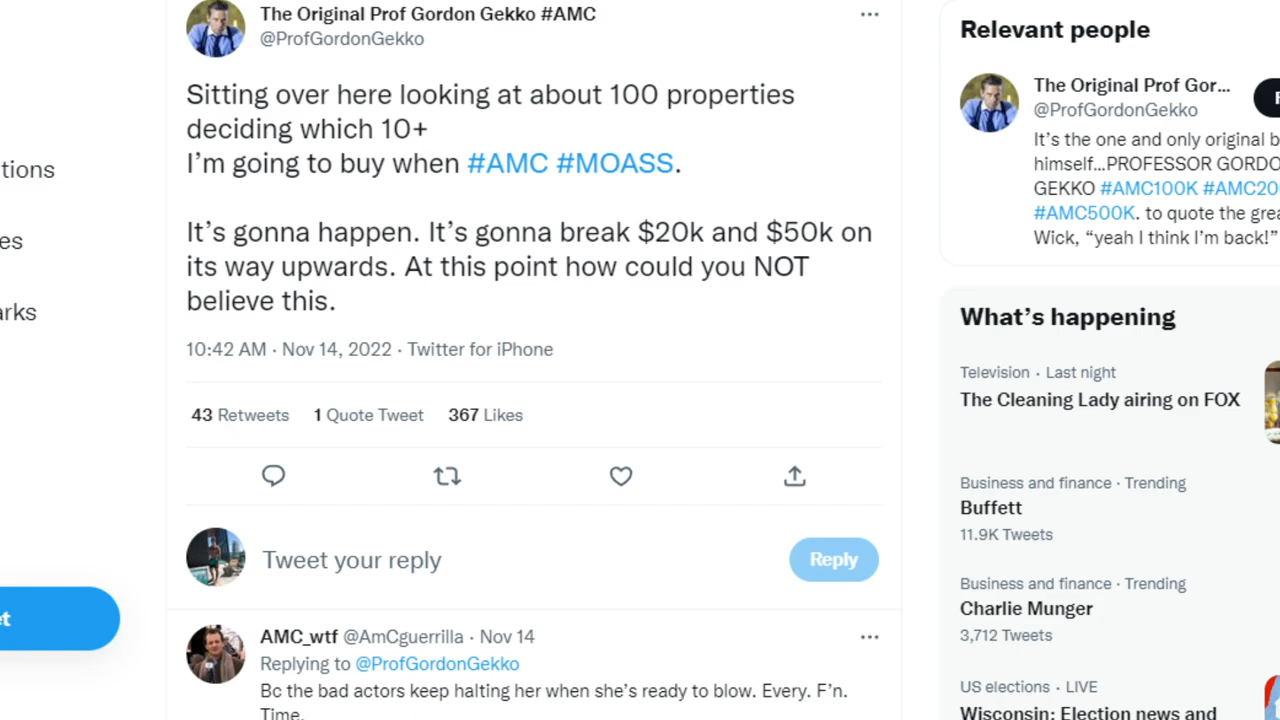 The Original Prof Gordon Gekko #AMC
@ProfGordonGekko
Sitting over here looking at about 100 properties
deciding which 10+
I'm going to buy when #AMC #MOASS.
It's gonna happen. It's gonna break $20k and $50k on
its way upwards. At this point how could you NOT
believe this.
10:42 AM · Nov 14, 2022 · Twitter for iPhone
43 Retweets 1 Quote Tweet 367 Likes
Tweet your reply
Reply
AMC_wtf @AmCguerrilla · Nov 14
Replying to @ProfGordonGekko
Bc the bad actors keep halting her when she's ready to blow. Every. F'n.
Time.
tions
es
arks
et
Relevant people
The Original Prof Gor...
@ProfGordonGekko
It's the one and only original b
himself...PROFESSOR GORDO
GEKKO #AMC100K #AMC20
#AMC500K. to quote the grea
Wick, "yeah I think I'm back!"
What's happening
Television · Last night
The Cleaning Lady airing on FOX
Business and finance · Trending
Buffett
11.9K Tweets
Business and finance · Trending
Charlie Munger
3,712 Tweets
US elections · LIVE
Wisconsin: Election news and